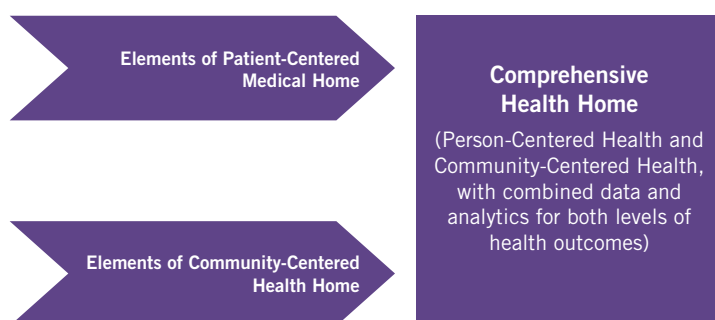 Elements of Patient-Centered
Medical Home
Elements of Community-Centered
Health Home
Comprehensive
Health Home
(Person-Centered Health and
Community-Centered Health,
with combined data and
analytics for both levels of
health outcomes)